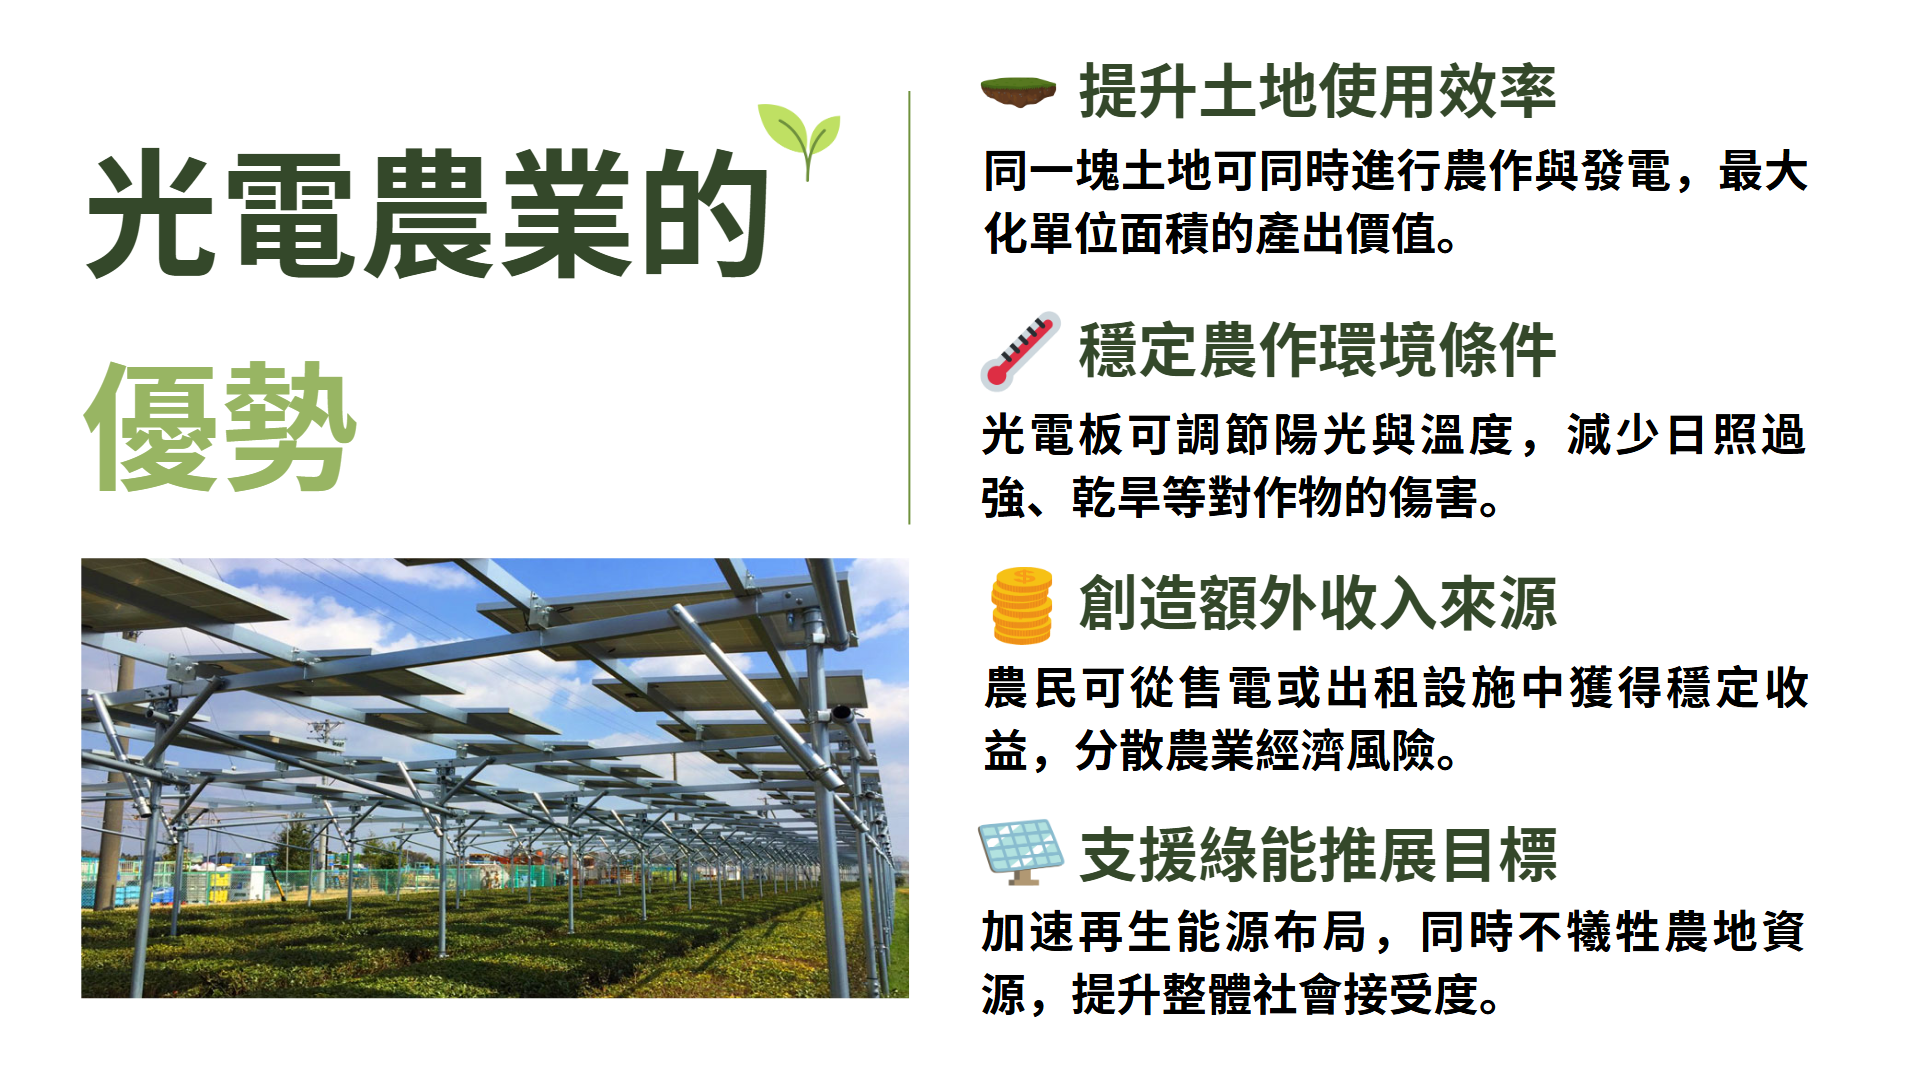 光電農業的
優勢
提升土地使用效率
同一塊土地可同時進行農作與發電，最大
化單位面積的產出價值。
穩定農作環境條件
光電板可調節陽光與溫度，減少日照過
強、乾旱等對作物的傷害。
創造額外收入來源
農民可從售電或出租設施中獲得穩定收
益，分散農業經濟風險。
支援綠能推展目標
加速再生能源布局，同時不犧牲農地資
源，提升整體社會接受度。